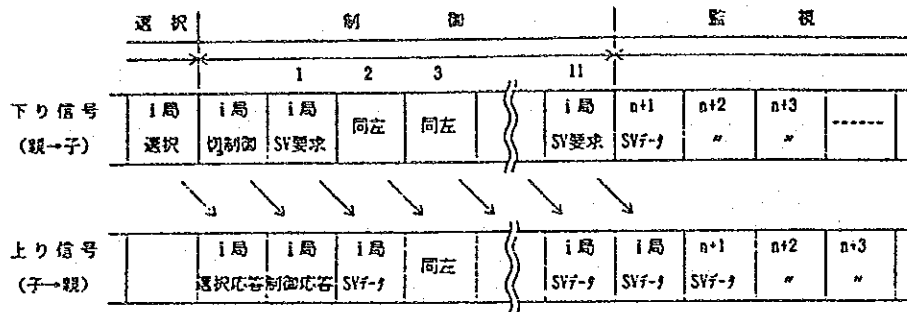 選択 制御 監視
1 2 3 11
下り信号 i局 i局 i局 同左 同左 i局 n+1 n+2 n+3 ------
(親→子) 選択 切制御 SV要求 SV要求 SVデータ 〃 〃
上り信号 i局 i局 i局 同左 i局 i局 n+1 n+2 n+3
(子→親) 選択応答 制御応答 SVデータ SVデータ SVデータ SVデータ 〃 〃